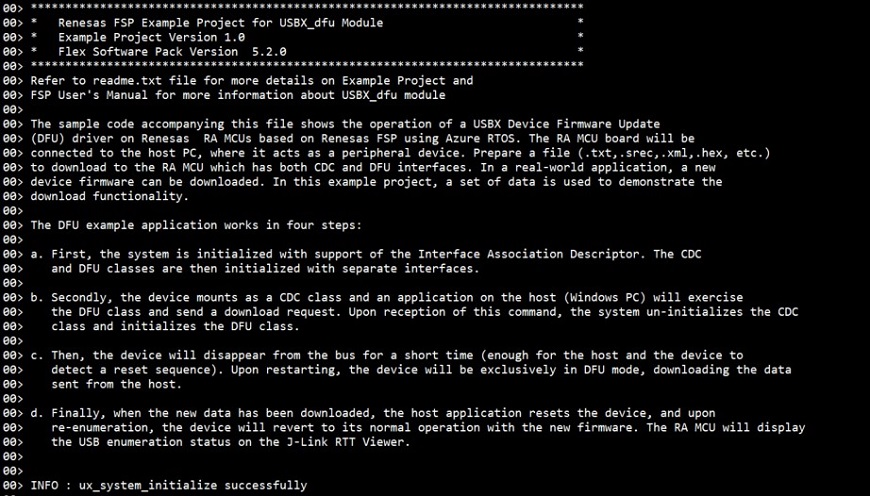 00> ********************************************************************************
00> *   Renesas FSP Example Project for USBX_dfu Module                            *
00> *   Example Project Version 1.0                                                *
00> *   Flex Software Pack Version  5.2.0                                          *
00> ********************************************************************************
00> Refer to readme.txt file for more details on Example Project and
00> FSP User's Manual for more information about USBX_dfu module
00>
00> The sample code accompanying this file shows the operation of a USBX Device Firmware Update
00> (DFU) driver on Renesas  RA MCUs based on Renesas FSP using Azure RTOS. The RA MCU board will be
00> connected to the host PC, where it acts as a peripheral device. Prepare a file (.txt,.srec,.xml,.hex, etc.)
00> to download to the RA MCU which has both CDC and DFU interfaces. In a real-world application, a new
00> device firmware can be downloaded. In this example project, a set of data is used to demonstrate the
00> download functionality.
00>
00> The DFU example application works in four steps:
00>
00> a. First, the system is initialized with support of the Interface Association Descriptor. The CDC
00>    and DFU classes are then initialized with separate interfaces.
00>
00> b. Secondly, the device mounts as a CDC class and an application on the host (Windows PC) will exercise
00>    the DFU class and send a download request. Upon reception of this command, the system un-initializes the CDC
00>    class and initializes the DFU class.
00>
00> c. Then, the device will disappear from the bus for a short time (enough for the host and the device to
00>    detect a reset sequence). Upon restarting, the device will be exclusively in DFU mode, downloading the data
00>    sent from the host.
00>
00> d. Finally, when the new data has been downloaded, the host application resets the device, and upon
00>    re-enumeration, the device will revert to its normal operation with the new firmware. The RA MCU will display
00>    the USB enumeration status on the J-Link RTT Viewer.
00>
00>
00> INFO : ux_system_initialize successfully